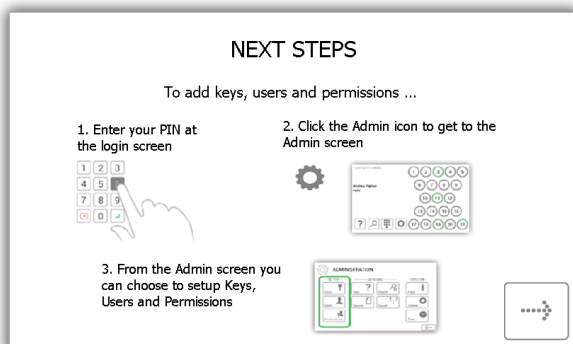 NEXT STEPS
To add keys, users and permissions ...
1. Enter your PIN at
the login screen
2. Click the Admin icon to get to the
Admin screen
1 2 3
4 5
7 8 9
0
3. From the Admin screen you
can choose to setup Keys,
Users and Permissions
ADMINISTRATION